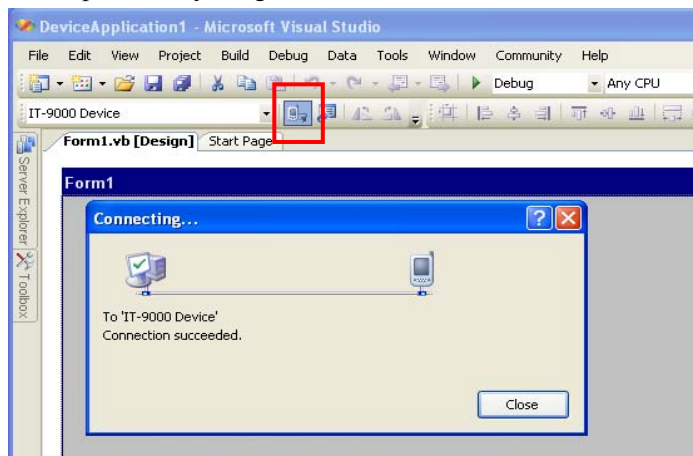 DeviceApplication1 - Microsoft Visual Studio
File Edit View Project Build Debug Data Tools Window Community Help
Debug Any CPU
IT-9000 Device
Form1.vb [Design] Start Page
Server Explorer
Toolbox
Form1
Connecting...
To 'IT-9000 Device'
Connection succeeded.
Close